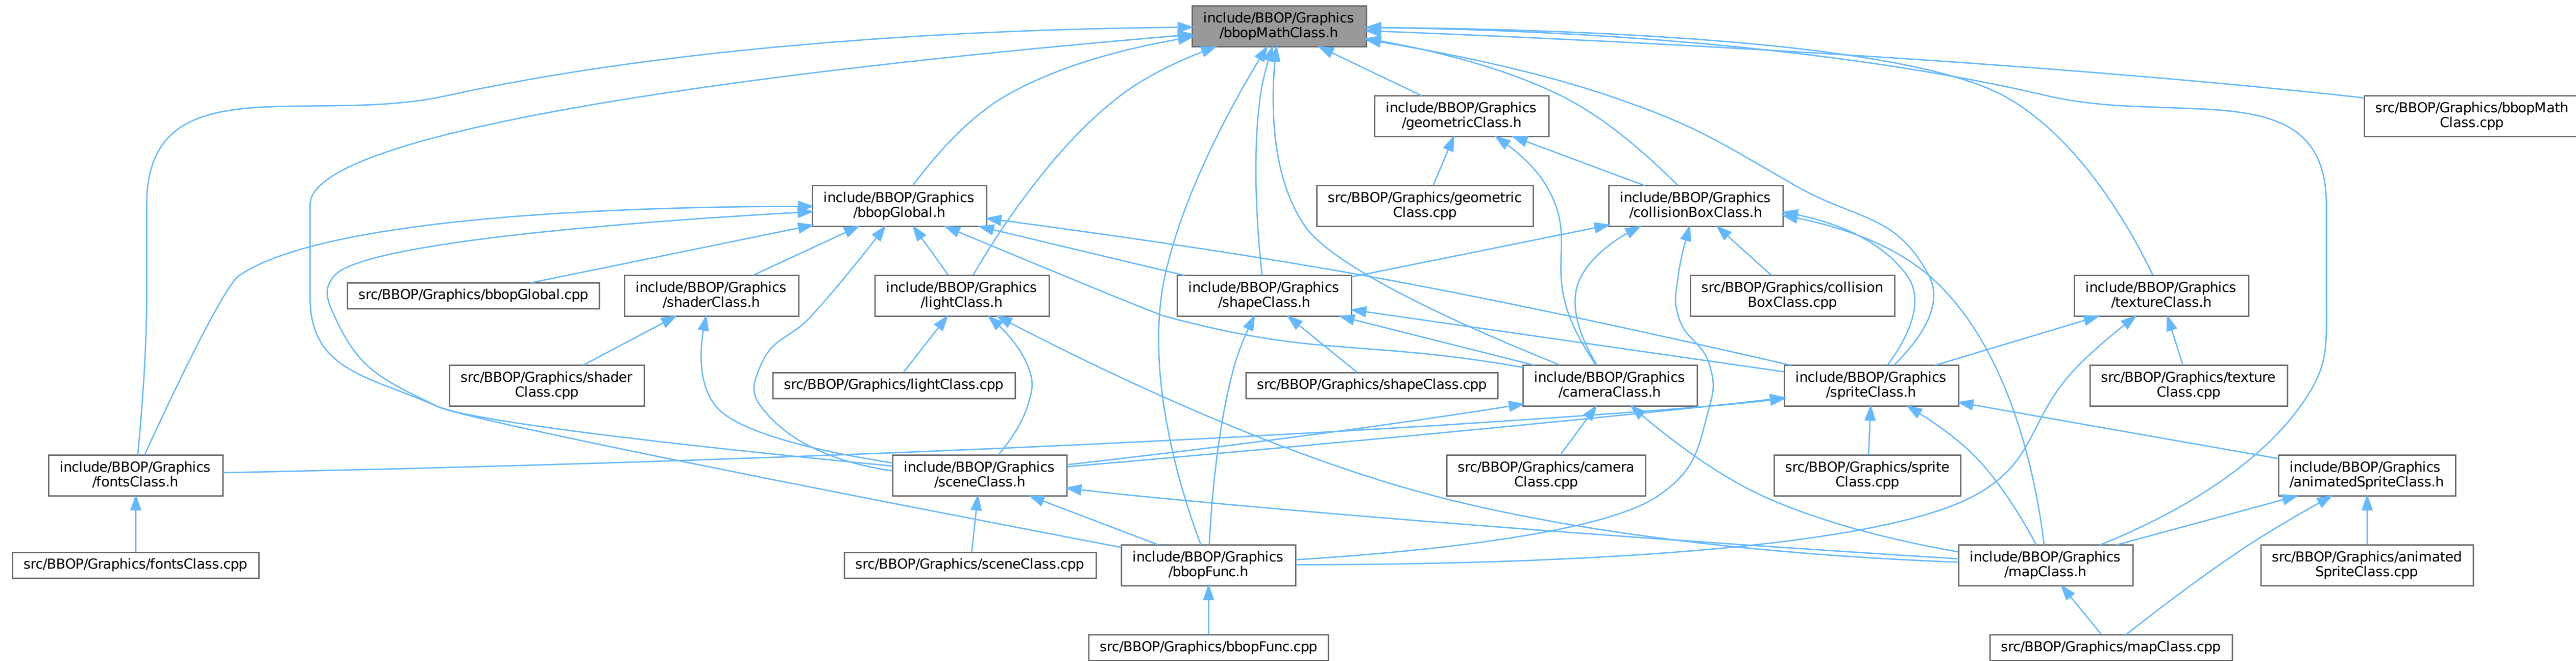 include/BBOP/Graphics
/bbopMathClass.h
include/BBOP/Graphics
/geometricClass.h
src/BBOP/Graphics/bbopMath
Class.cpp
include/BBOP/Graphics
/bbopGlobal.h
src/BBOP/Graphics/geometric
Class.cpp
include/BBOP/Graphics
/collisionBoxClass.h
src/BBOP/Graphics/bbopGlobal.cpp
include/BBOP/Graphics
/shaderClass.h
include/BBOP/Graphics
/lightClass.h
include/BBOP/Graphics
/shapeClass.h
src/BBOP/Graphics/collision
BoxClass.cpp
include/BBOP/Graphics
/textureClass.h
src/BBOP/Graphics/shader
Class.cpp
src/BBOP/Graphics/lightClass.cpp
src/BBOP/Graphics/shapeClass.cpp
include/BBOP/Graphics
/cameraClass.h
include/BBOP/Graphics
/spriteClass.h
src/BBOP/Graphics/texture
Class.cpp
include/BBOP/Graphics
/fontsClass.h
include/BBOP/Graphics
/sceneClass.h
src/BBOP/Graphics/camera
Class.cpp
src/BBOP/Graphics/sprite
Class.cpp
include/BBOP/Graphics
/animatedSpriteClass.h
src/BBOP/Graphics/fontsClass.cpp
src/BBOP/Graphics/sceneClass.cpp
include/BBOP/Graphics
/bbopFunc.h
include/BBOP/Graphics
/mapClass.h
src/BBOP/Graphics/animated
SpriteClass.cpp
src/BBOP/Graphics/bbopFunc.cpp
src/BBOP/Graphics/mapClass.cpp